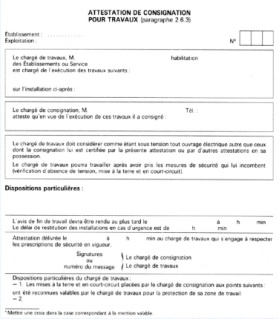 ATTESTATION DE CONSIGNATION
POUR TRAVAUX (paragraphe 2.6.3)
Établissement :
Exploitation : N°
Le chargé de travaux, M. habilitation
des Établissements ou Service
est chargé de l'exécution des travaux suivants :
sur l'installation ci-après :
Le chargé de consignation, M. Tél. :
atteste qu'en vue de l'exécution de ces travaux il a consigné :
Le chargé de travaux doit considérer comme étant sous tension tout ouvrage électrique autre que ceux
dont la consignation lui est certifiée par la présente attestation ou par d'autres attestations en sa
possession.
Le chargé de travaux pourra travailler après avoir pris les mesures de sécurité qui lui incombent
(vérification d'absence de tension, mise à la terre et en court-circuit).
Dispositions particulières :
L'avis de fin de travail devra être rendu au plus tard le à h min
Le délai de restitution des installations en cas d'urgence est de h min
Attestation délivrée le à h min au chargé de travaux qui s'engage à respecter
les prescriptions de sécurité en vigueur.
Signatures Le chargé de consignation
ou
numéro du message Le chargé de travaux
Dispositions particulières du chargé de travaux :
– 1. Les mises à la terre et en court-circuit placées par le chargé de consignation aux points suivants :
ont été reconnues valables par le chargé de travaux pour la protection de sa zone de travail.
– 2.
* Mettre une croix dans la case correspondant à la mention valable.